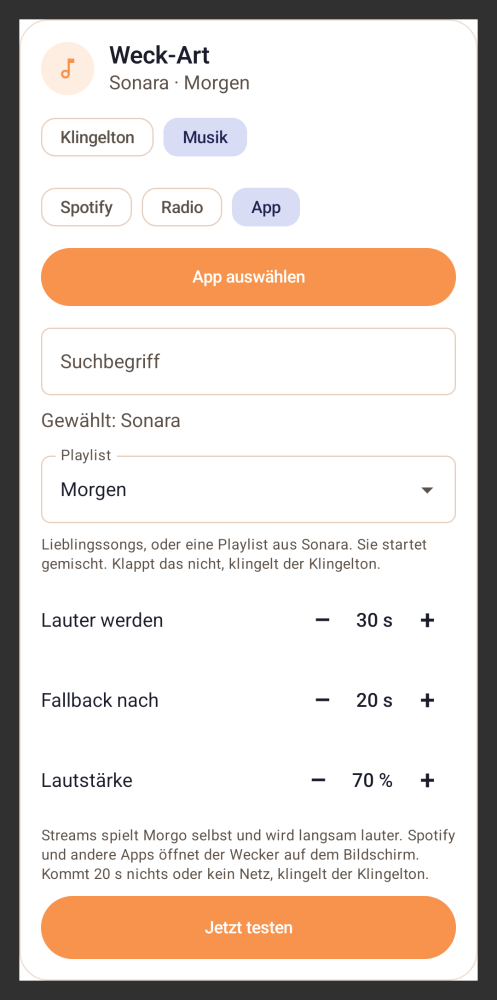 Weck-Art
Sonara · Morgen
Klingelton Musik
Spotify Radio App
App auswählen
Suchbegriff
Gewählt: Sonara
Playlist
Morgen
Lieblingssongs, oder eine Playlist aus Sonara. Sie startet
gemischt. Klappt das nicht, klingelt der Klingelton.
Lauter werden − 30 s +
Fallback nach − 20 s +
Lautstärke − 70 % +
Streams spielt Morgo selbst und wird langsam lauter. Spotify
und andere Apps öffnet der Wecker auf dem Bildschirm.
Kommt 20 s nichts oder kein Netz, klingelt der Klingelton.
Jetzt testen